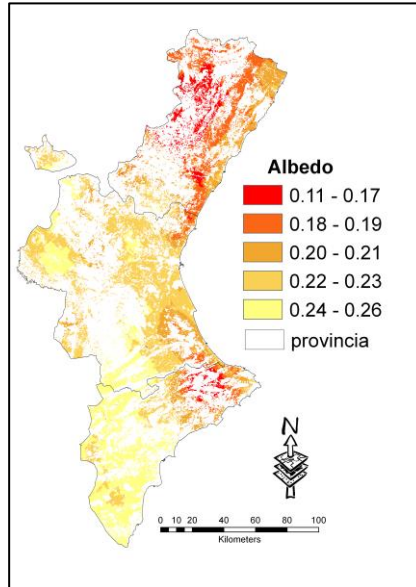 Albedo
0.11 - 0.17
0.18 - 0.19
0.20 - 0.21
0.22 - 0.23
0.24 - 0.26
provincia
N
0 10 20 40 60 80 100
Kilometers